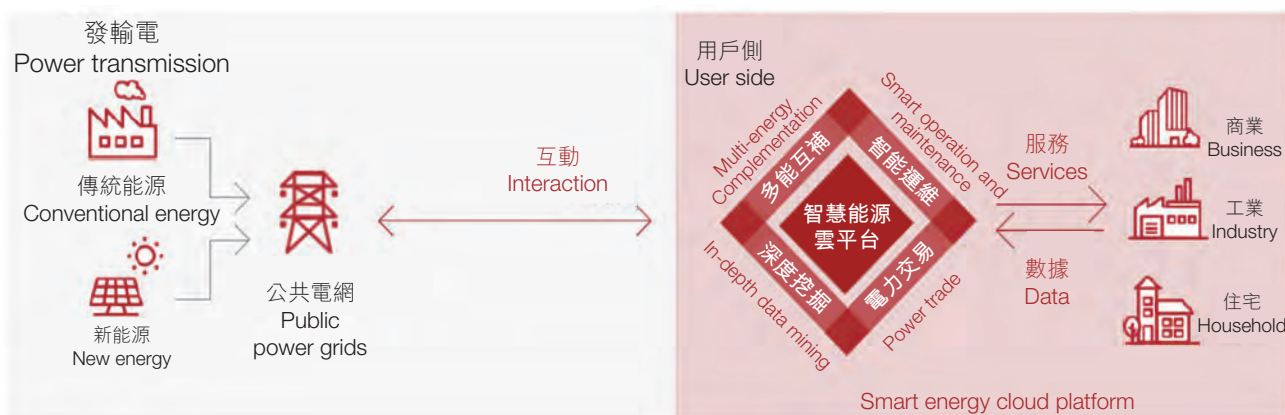 發輸電
Power transmission
傳統能源
Conventional energy
新能源
New energy
公共電網
Public
power grids
互動
Interaction
用戶側
User side
Multi-energy
Complementation
多能互補
Smart operation and
maintenance
智能運維
智慧能源
雲平台
In-depth data mining
深度挖掘
Power trade
電力交易
服務
Services
數據
Data
商業
Business
工業
Industry
住宅
Household
Smart energy cloud platform